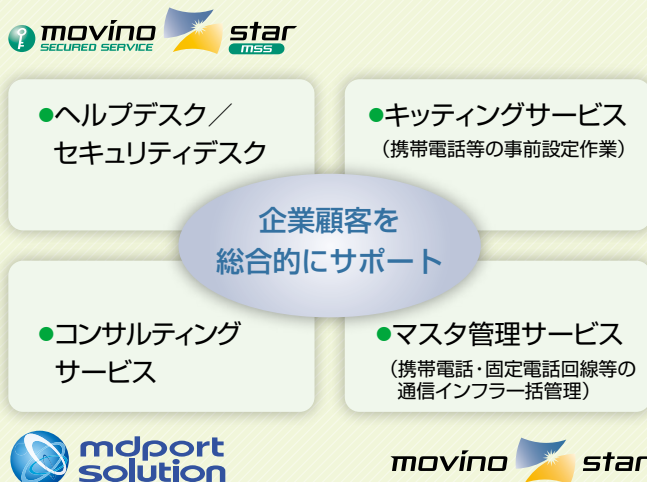 movino star
SECURED SERVICE mss
●ヘルプデスク／
セキュリティデスク
●キッティングサービス
（携帯電話等の事前設定作業）
企業顧客を
総合的にサポート
●コンサルティング
サービス
●マスタ管理サービス
（携帯電話・固定電話回線等の
通信インフラ一括管理）
mdport
solution
movino star